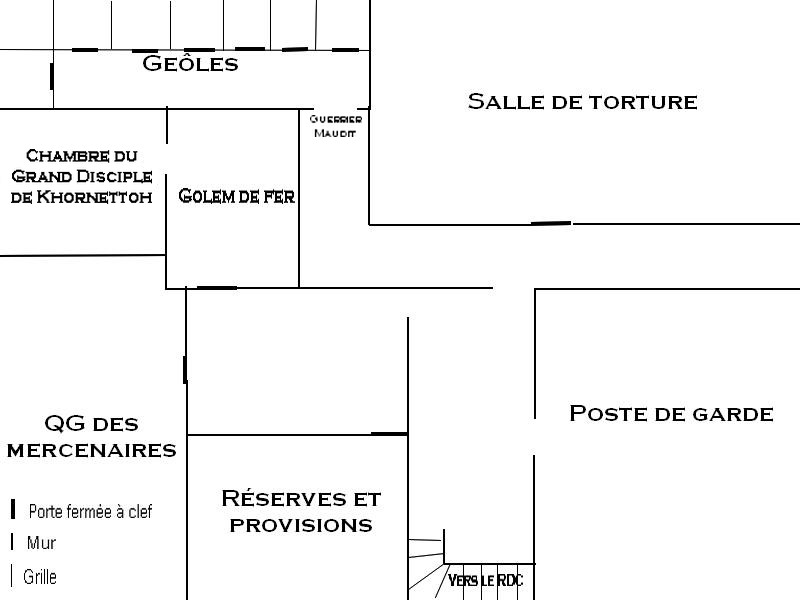 Geôles
Salle de torture
Guerrier
Maudit
Chambre du
Grand Disciple
de Khornettoh
Golem de fer
QG des
mercenaires
Poste de garde
Réserves et
provisions
Porte fermée à clef
Mur
Grille
Vers le RDC